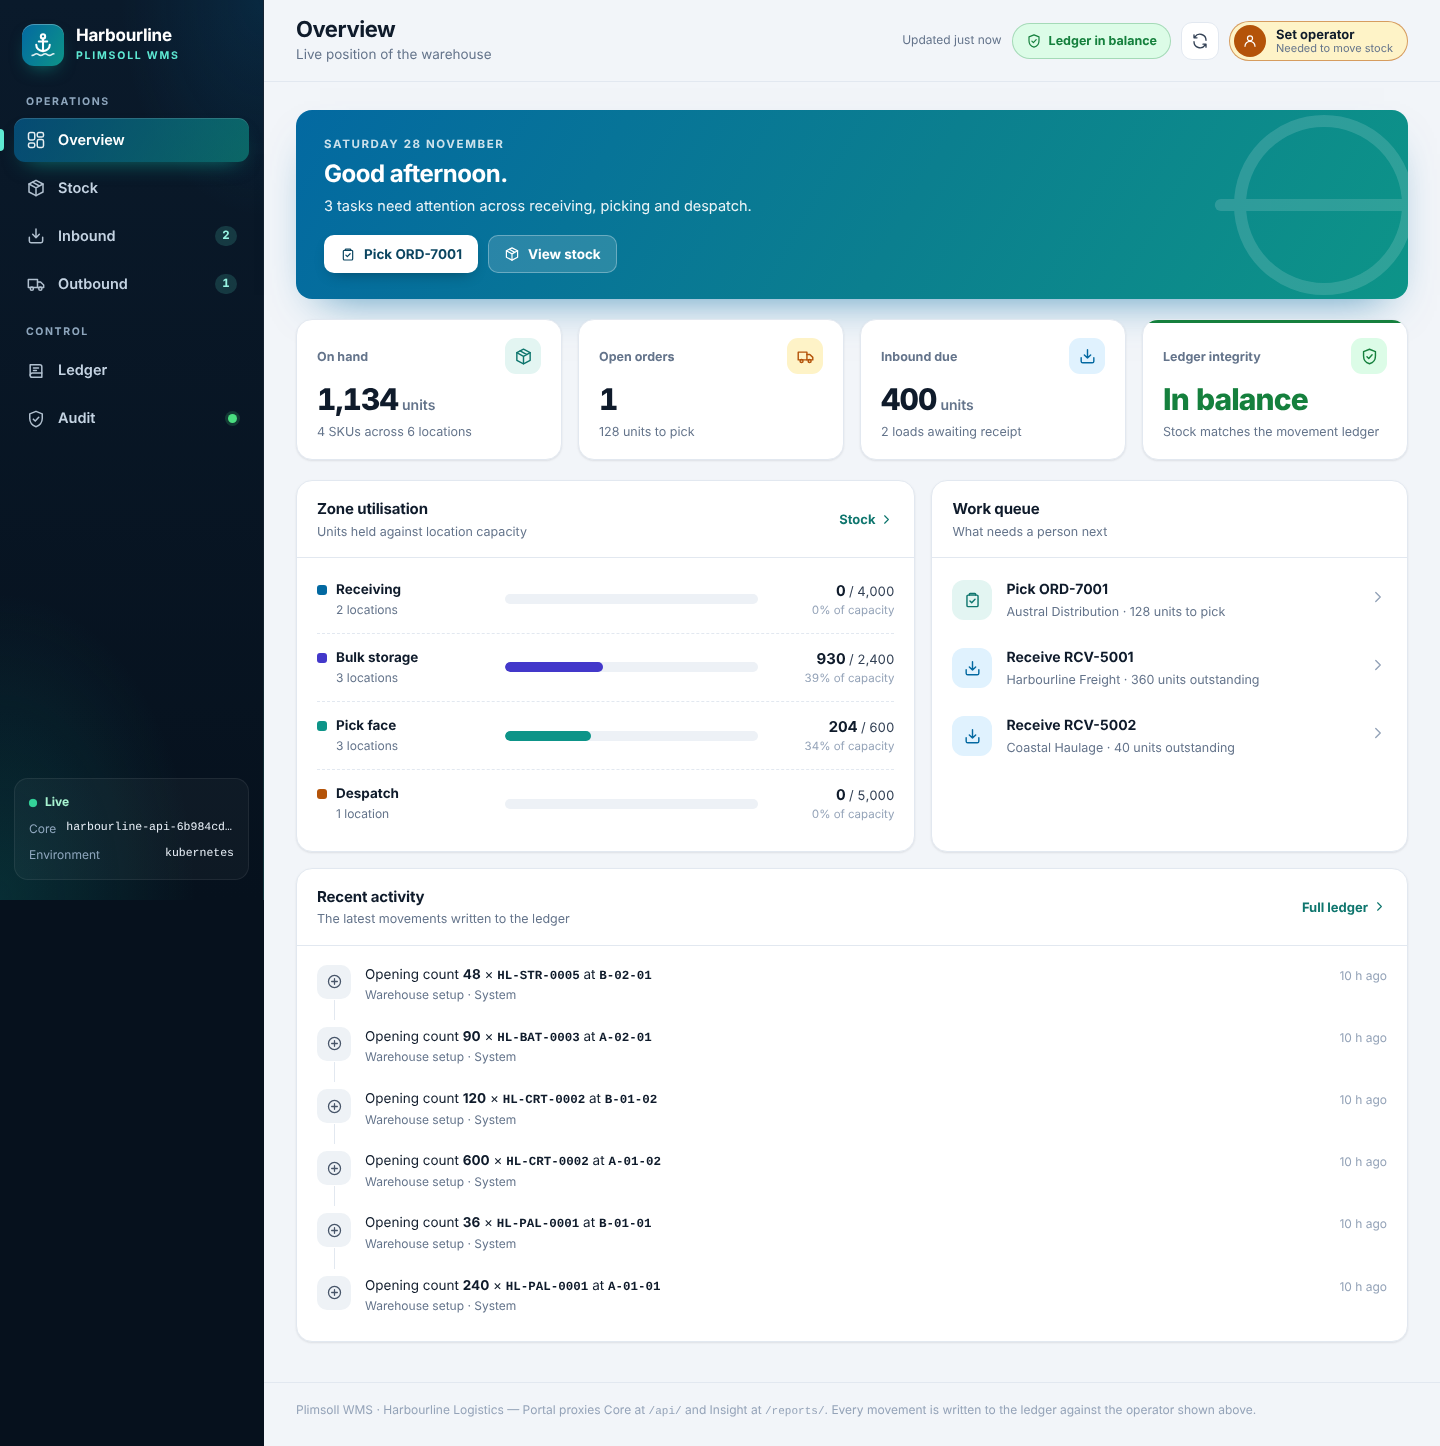 Harbourline
PLIMSOLL WMS
OPERATIONS
Overview
Stock
Inbound 2
Outbound 1
CONTROL
Ledger
Audit
Live
Core harbourline-api-6b984cd…
Environment kubernetes
Overview
Live position of the warehouse
Updated just now
Ledger in balance
Set operator
Needed to move stock
SATURDAY 28 NOVEMBER
Good afternoon.
3 tasks need attention across receiving, picking and despatch.
Pick ORD-7001
View stock
On hand
1,134 units
4 SKUs across 6 locations
Open orders
1
128 units to pick
Inbound due
400 units
2 loads awaiting receipt
Ledger integrity
In balance
Stock matches the movement ledger
Zone utilisation
Units held against location capacity
Stock
Receiving
2 locations
0 / 4,000
0% of capacity
Bulk storage
3 locations
930 / 2,400
39% of capacity
Pick face
3 locations
204 / 600
34% of capacity
Despatch
1 location
0 / 5,000
0% of capacity
Work queue
What needs a person next
Pick ORD-7001
Austral Distribution · 128 units to pick
Receive RCV-5001
Harbourline Freight · 360 units outstanding
Receive RCV-5002
Coastal Haulage · 40 units outstanding
Recent activity
The latest movements written to the ledger
Full ledger
Opening count 48 × HL-STR-0005 at B-02-01
Warehouse setup · System
10 h ago
Opening count 90 × HL-BAT-0003 at A-02-01
Warehouse setup · System
10 h ago
Opening count 120 × HL-CRT-0002 at B-01-02
Warehouse setup · System
10 h ago
Opening count 600 × HL-CRT-0002 at A-01-02
Warehouse setup · System
10 h ago
Opening count 36 × HL-PAL-0001 at B-01-01
Warehouse setup · System
10 h ago
Opening count 240 × HL-PAL-0001 at A-01-01
Warehouse setup · System
10 h ago
Plimsoll WMS · Harbourline Logistics — Portal proxies Core at /api/ and Insight at /reports/. Every movement is written to the ledger against the operator shown above.